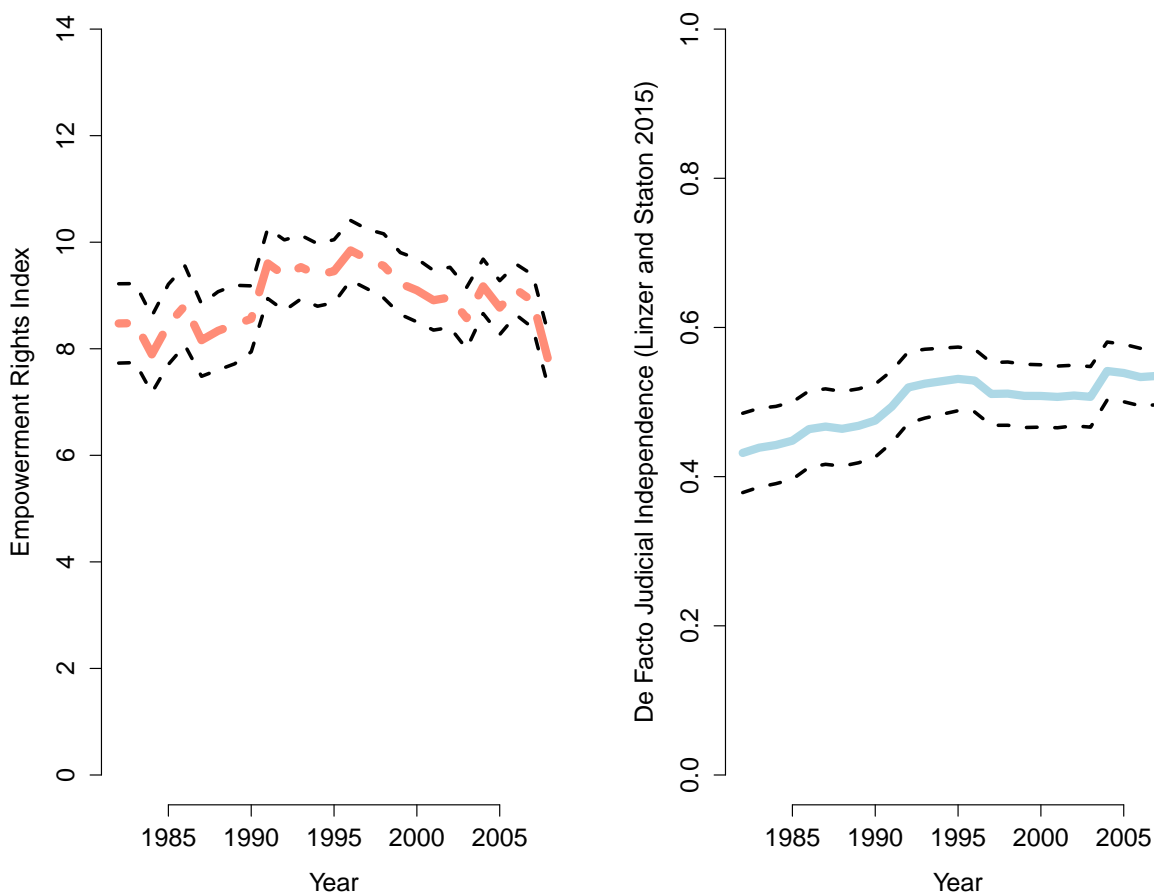 Empowerment Rights Index
14
12
10
8
6
4
2
0
1985 1990 1995 2000 2005
Year
De Facto Judicial Independence (Linzer and Staton 2015)
1.0
0.8
0.6
0.4
0.2
0.0
1985 1990 1995 2000 2005
Year